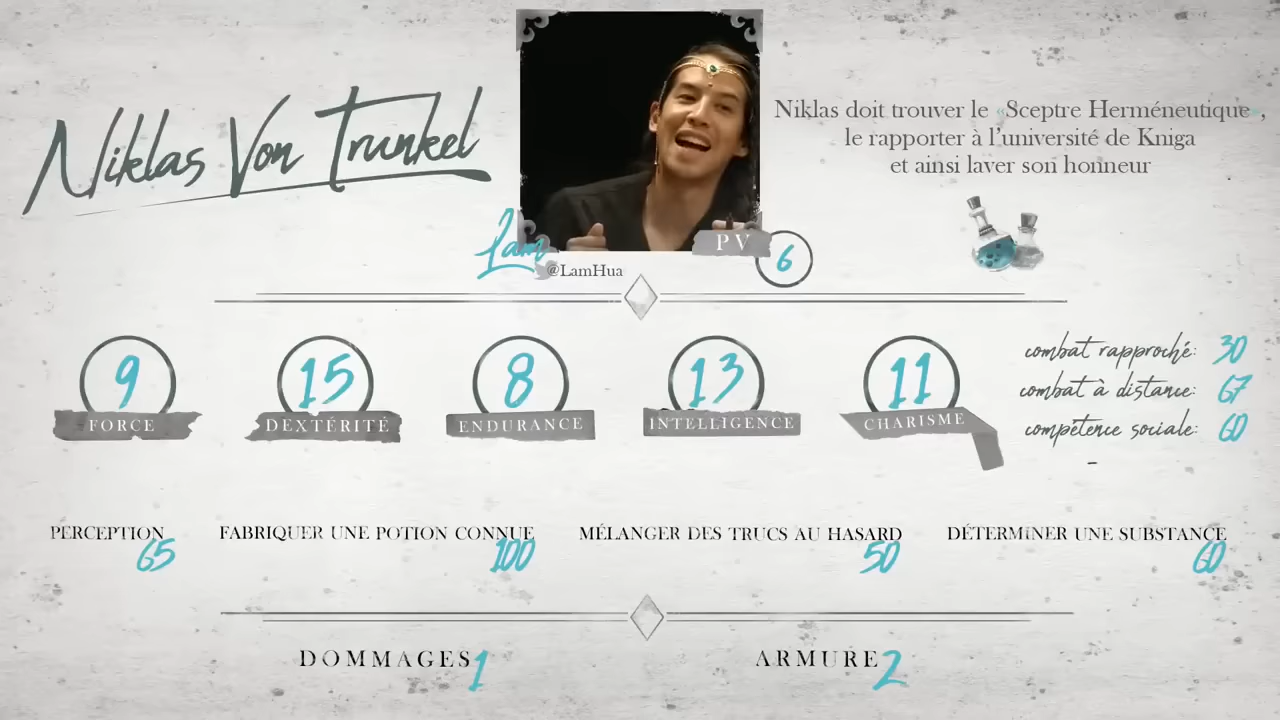 Niklas Von Trunkel
Niklas doit trouver le «Sceptre Herméneutique»,
le rapporter à l'université de Kniga
et ainsi laver son honneur
Lam
@LamHua
PV
6
9
FORCE
15
DEXTÉRITÉ
8
ENDURANCE
13
INTELLIGENCE
11
CHARISME
combat rapproché: 30
combat à distance: 67
compétence sociale: 60
-
PERCEPTION
65
FABRIQUER UNE POTION CONNUE
100
MÉLANGER DES TRUCS AU HASARD
50
DÉTERMINER UNE SUBSTANCE
60
DOMMAGES 1
ARMURE 2